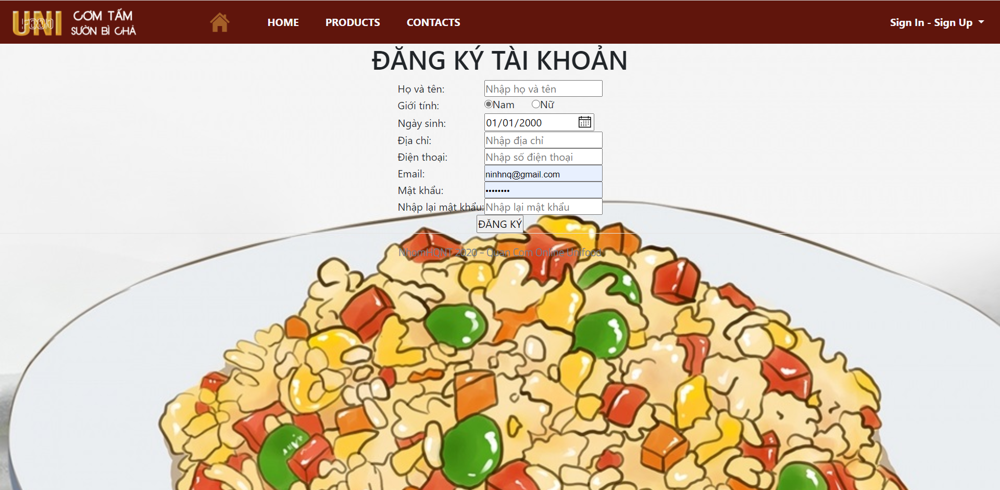 UNI
FOOD
CƠM TẤM
SƯỜN BÌ CHẢ
HOME
PRODUCTS
CONTACTS
Sign In - Sign Up
ĐĂNG KÝ TÀI KHOẢN
Họ và tên: Nhập họ và tên
Giới tính: Nam Nữ
Ngày sinh: 01/01/2000
Địa chỉ: Nhập địa chỉ
Điện thoại: Nhập số điện thoại
Email: ninhnq@gmail.com
Mật khẩu: ••••••••
Nhập lại mật khẩu: Nhập lại mật khẩu
ĐĂNG KÝ
NhomHQNT 2020 – Quan Com Online Unifood